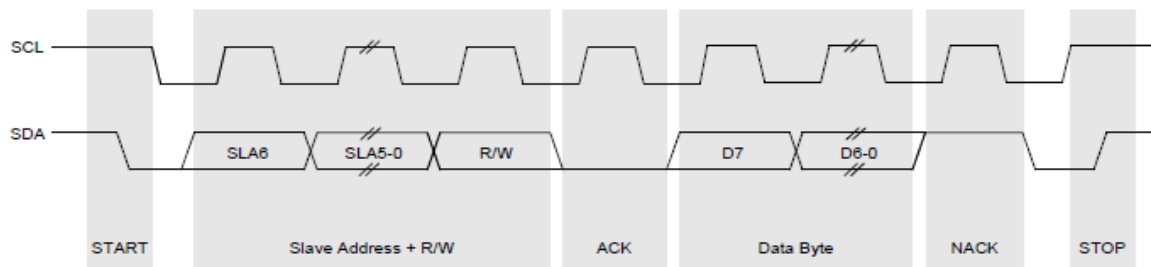 SCL
SDA
SLA6 SLA5-0 R/W D7 D6-0
START Slave Address + R/W ACK Data Byte NACK STOP